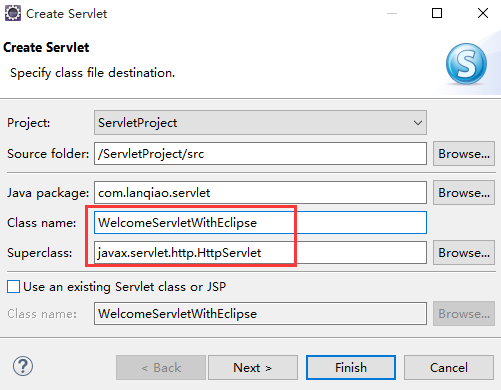 Create Servlet
Create Servlet
Specify class file destination.
S
Project: ServletProject
Source folder: /ServletProject/src Browse...
Java package: com.lanqiao.servlet Browse...
Class name: WelcomeServletWithEclipse
Superclass: javax.servlet.http.HttpServlet Browse...
Use an existing Servlet class or JSP
Class name: WelcomeServletWithEclipse Browse...
? < Back Next > Finish Cancel